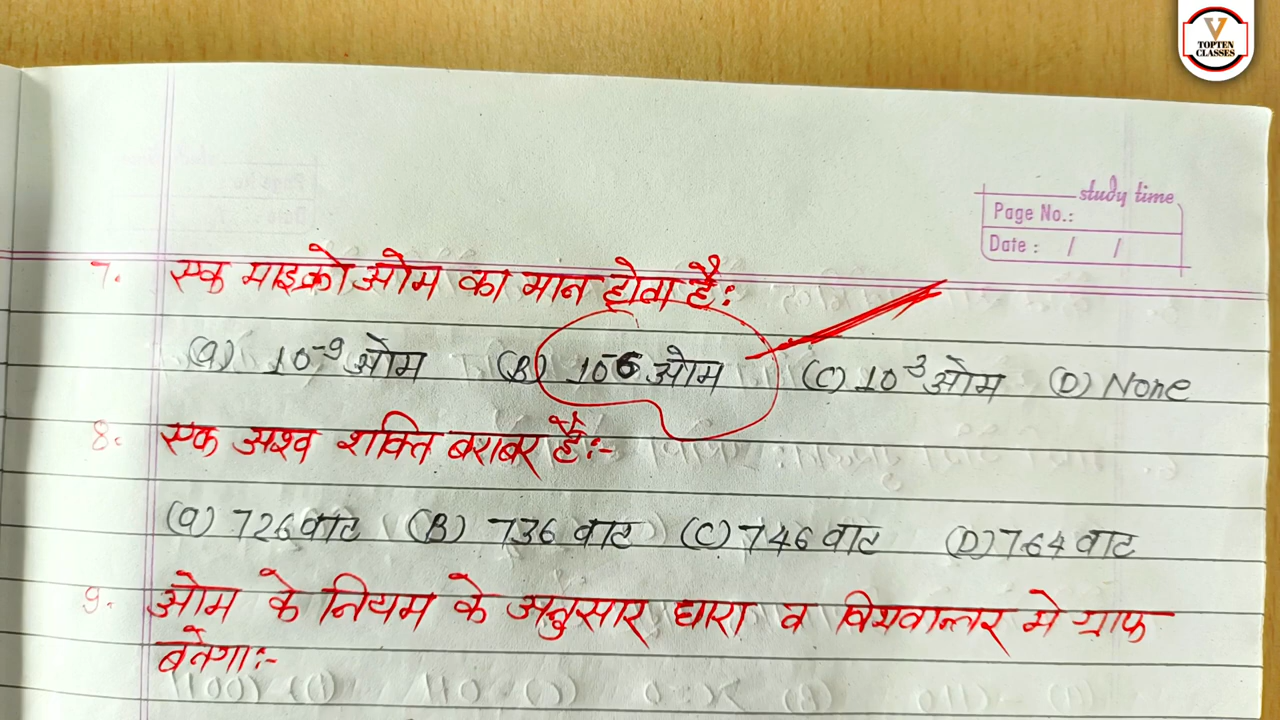 V
TOPTEN
CLASSES
study time
Page No.:
Date : / /
7. एक माइक्रो ओम का मान होता है:
(a) 10⁻⁹ ओम (B) 10⁻⁶ ओम (C) 10⁻³ ओम (D) None
8. एक अश्व शक्ति बराबर है:-
(a) 726 वाट (B) 736 वाट (C) 746 वाट (D) 764 वाट
9. ओम के नियम के अनुसार धारा व विभवान्तर मे ग्राफ
बनेगा:-